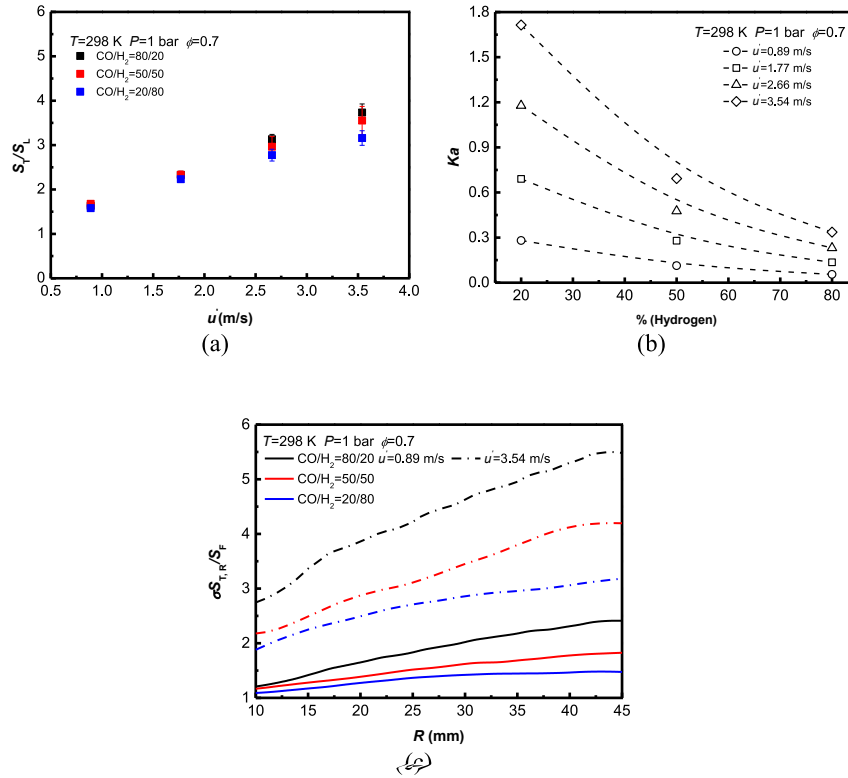 6
5
4
3
2
1
0
S_T/S_L
T=298 K P=1 bar ϕ=0.7
CO/H₂=80/20
CO/H₂=50/50
CO/H₂=20/80
0.5 1.0 1.5 2.0 2.5 3.0 3.5 4.0
u'(m/s)
(a)
1.8
1.5
1.2
0.9
0.6
0.3
0.0
Ka
T=298 K P=1 bar ϕ=0.7
u'=0.89 m/s
u'=1.77 m/s
u'=2.66 m/s
u'=3.54 m/s
20 30 40 50 60 70 80
% (Hydrogen)
(b)
6
5
4
3
2
1
σS_T,R/S_F
T=298 K P=1 bar ϕ=0.7
CO/H₂=80/20 u'=0.89 m/s u'=3.54 m/s
CO/H₂=50/50
CO/H₂=20/80
10 15 20 25 30 35 40 45
R (mm)